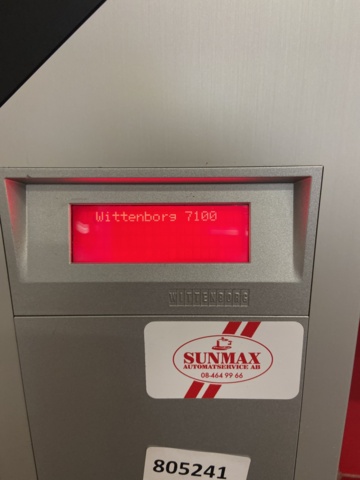 Wittenborg 7100
WITTENBORG
SUNMAX
AUTOMATSERVICE AB
08-464 99 66
805241